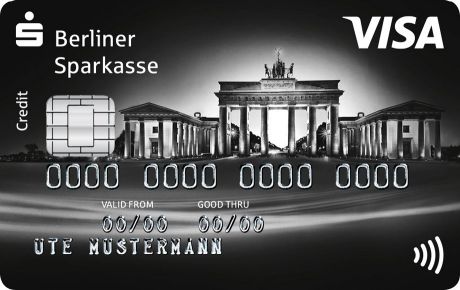 Berliner
Sparkasse
VISA
Credit
0000 0000 0000 0000
VALID FROM GOOD THRU
00/00 00/00
UTE MUSTERMANN